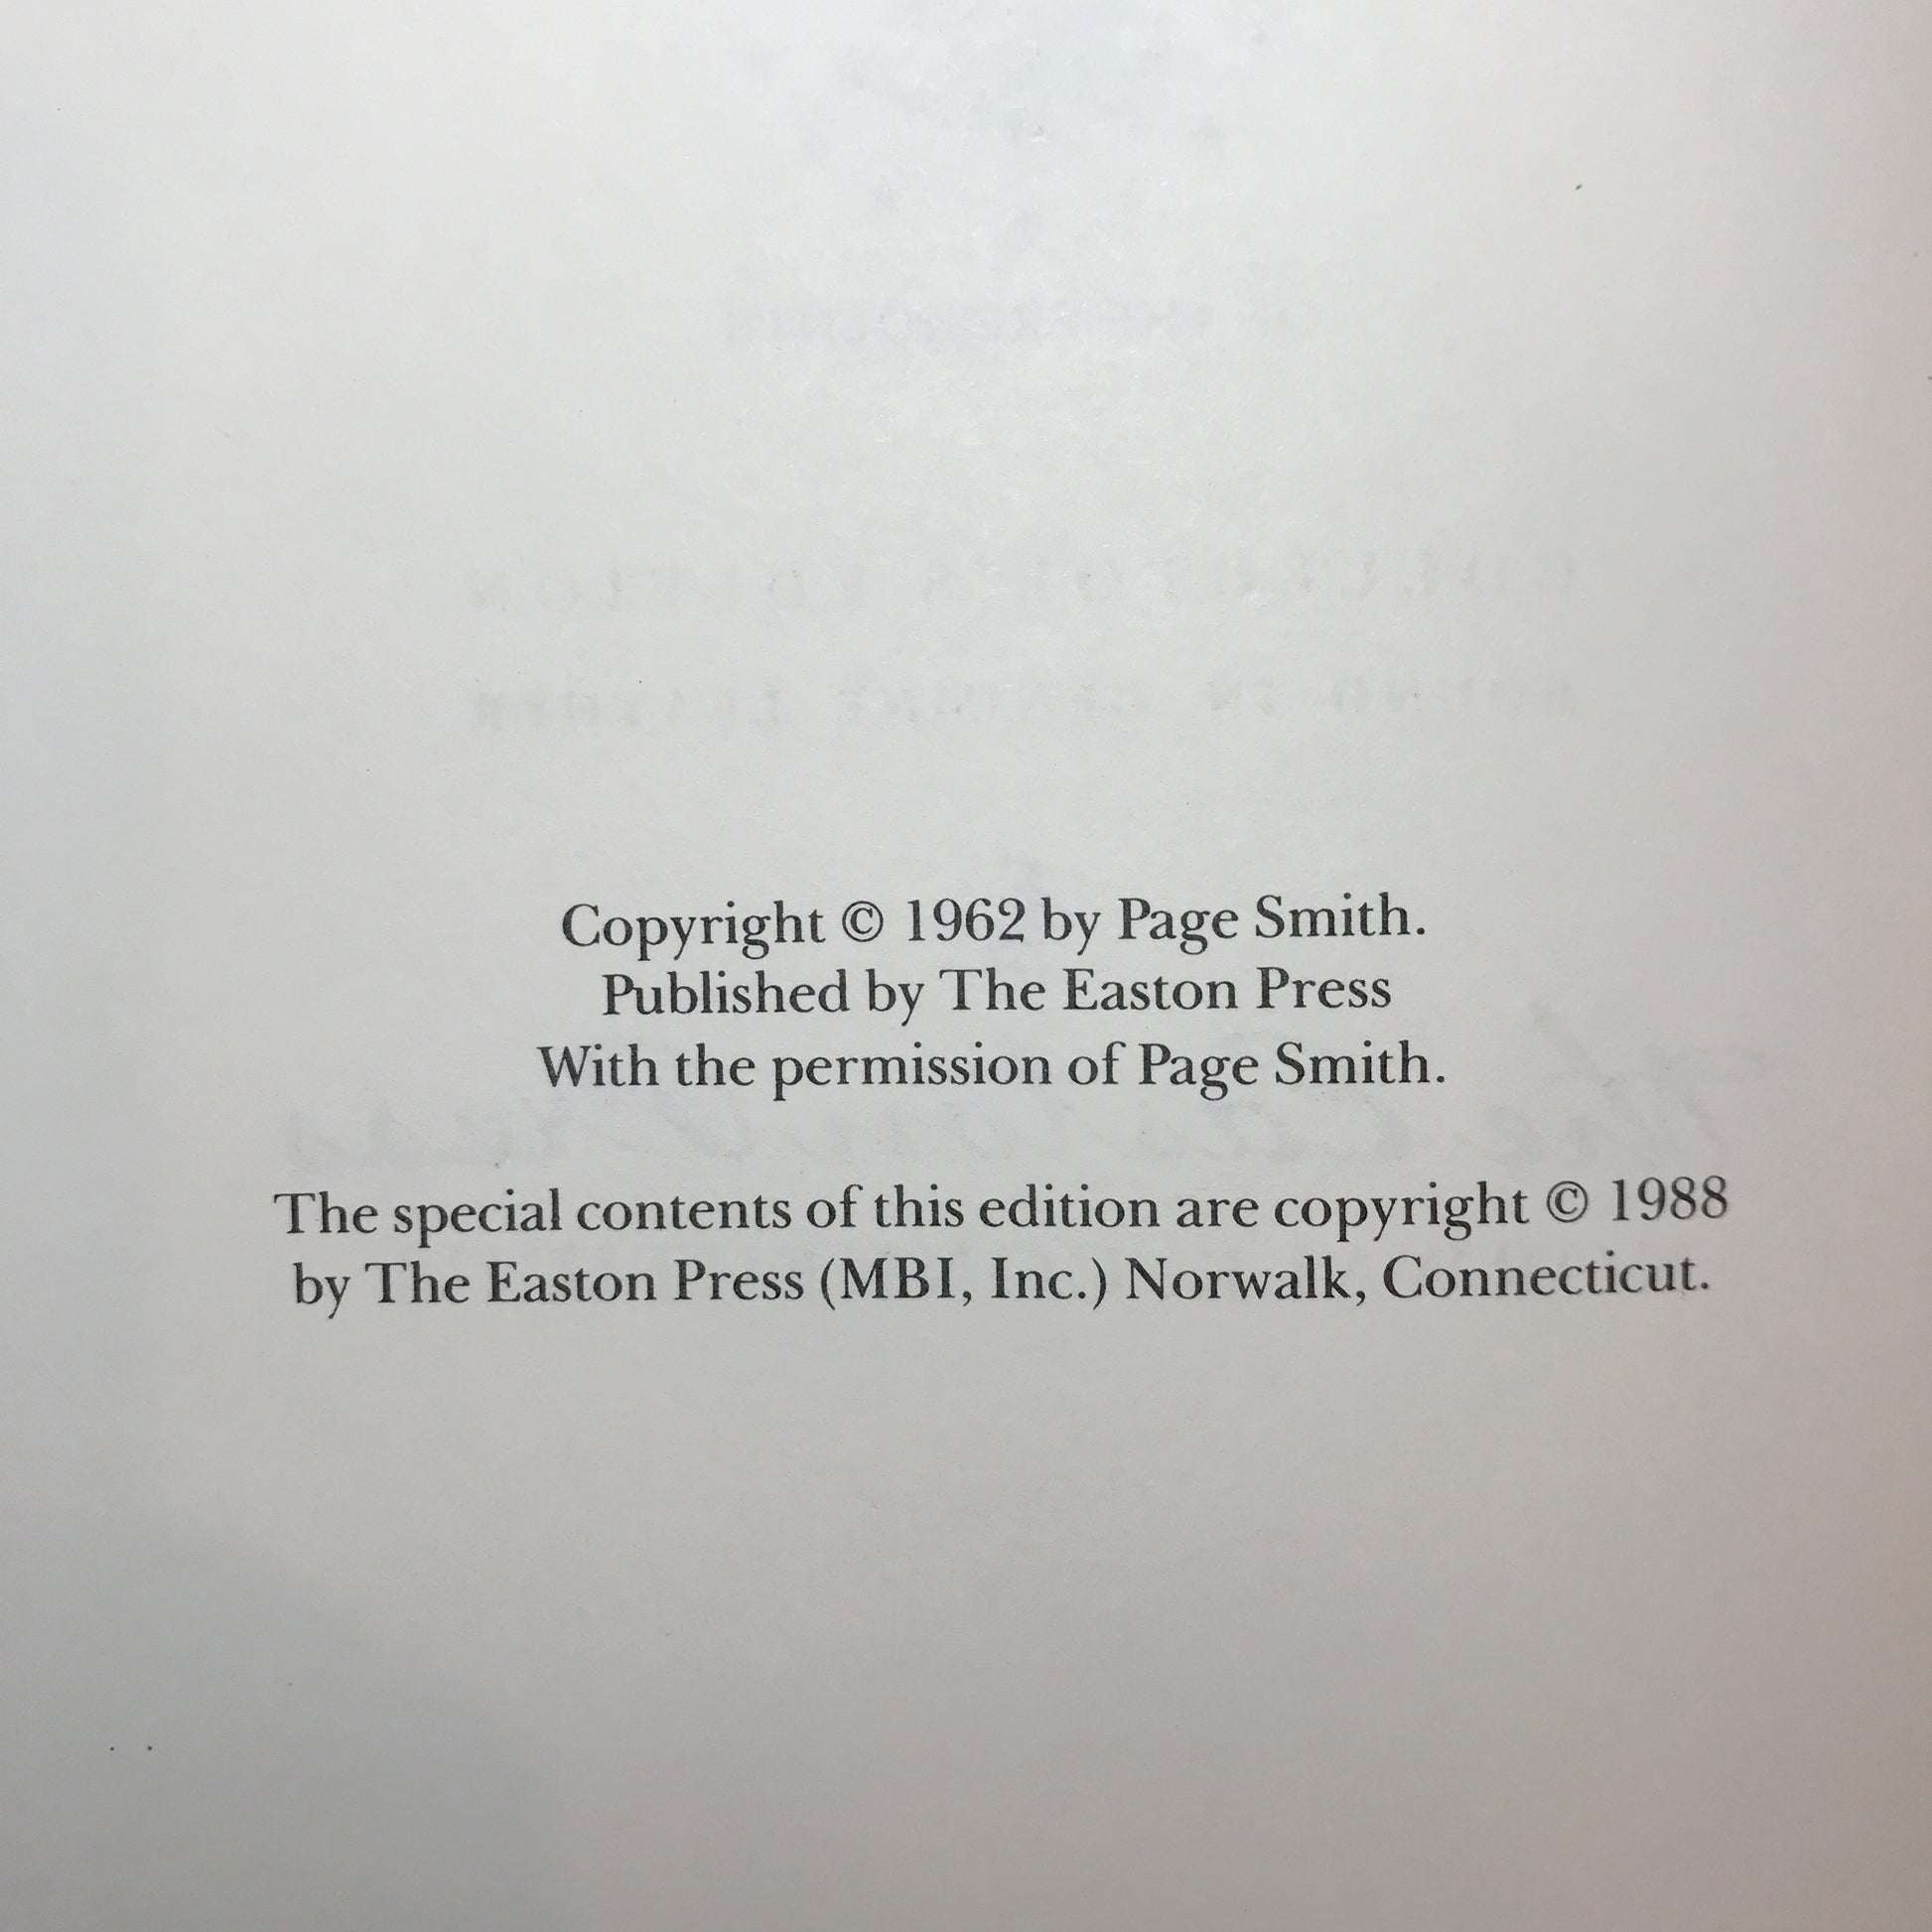 Copyright © 1962 by Page Smith.
Published by The Easton Press
With the permission of Page Smith.
The special contents of this edition are copyright © 1988
by The Easton Press (MBI, Inc.) Norwalk, Connecticut.